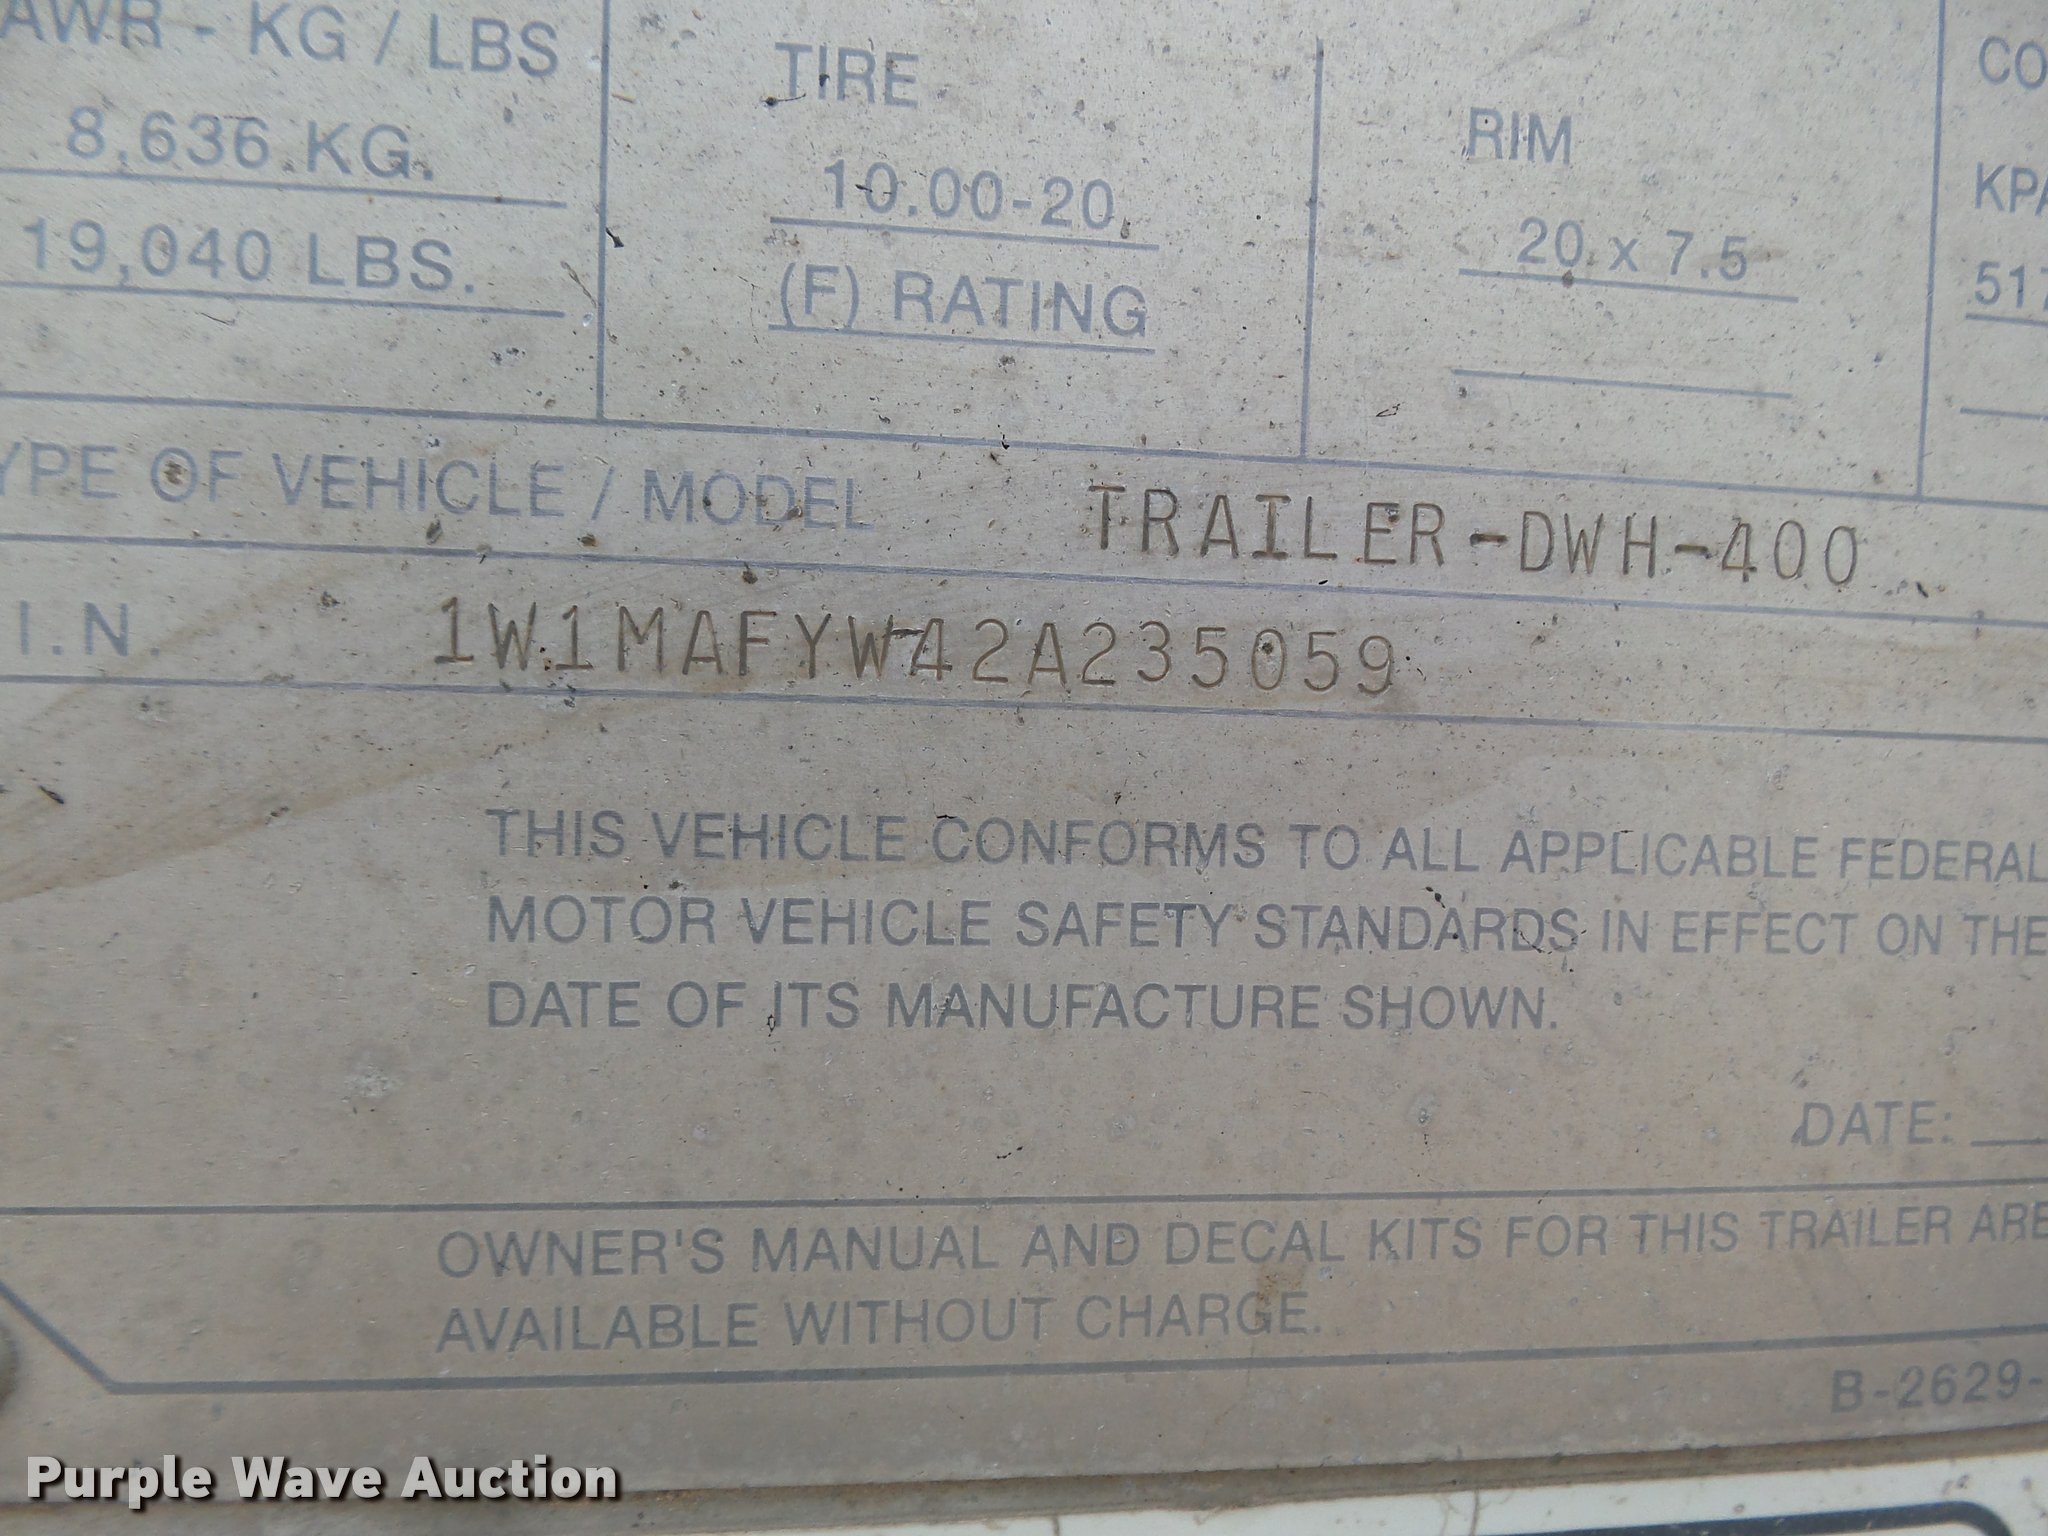 AWR - KG / LBS
TIRE
RIM
CO
8,636 KG.
10.00-20
20 x 7.5
KPA
19,040 LBS.
(F) RATING
517
YPE OF VEHICLE / MODEL TRAILER-DWH-400
I.N. 1W1MAFYW42A235059
THIS VEHICLE CONFORMS TO ALL APPLICABLE FEDERAL
MOTOR VEHICLE SAFETY STANDARDS IN EFFECT ON THE
DATE OF ITS MANUFACTURE SHOWN.
DATE:
OWNER'S MANUAL AND DECAL KITS FOR THIS TRAILER ARE
AVAILABLE WITHOUT CHARGE.
B-2629-
Purple Wave Auction